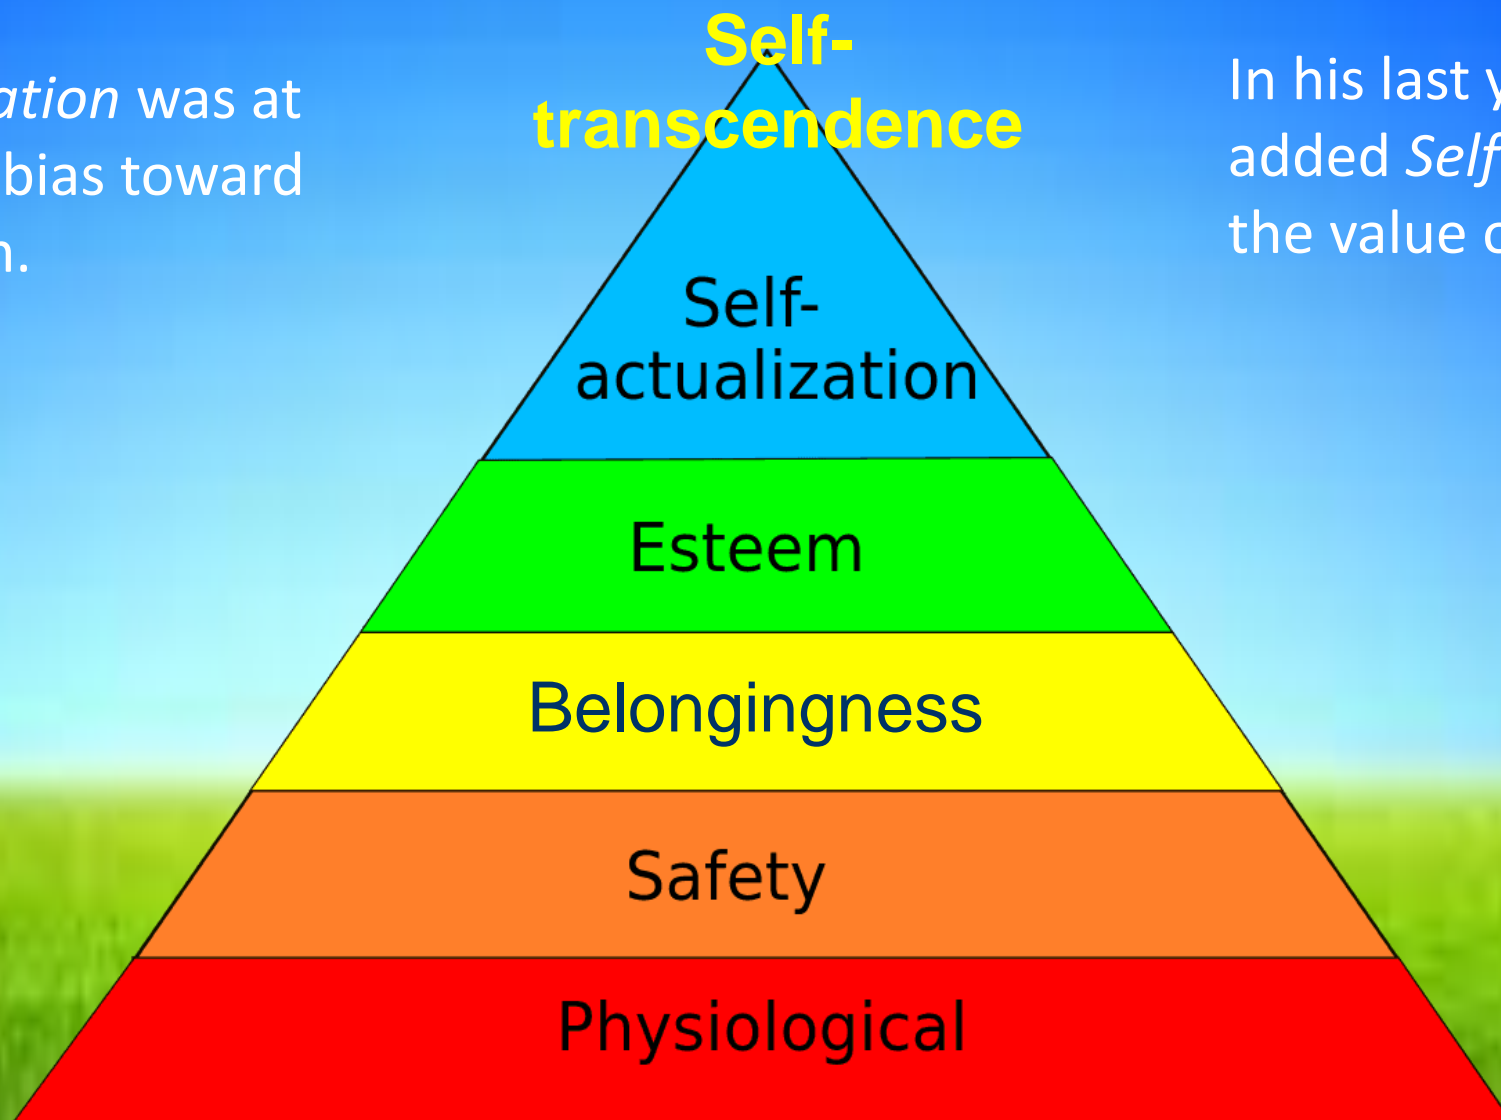 Self-
transcendence
ation was at
bias toward
n.
In his last y
added Self
the value o
Self-
actualization
Esteem
Belongingness
Safety
Physiological